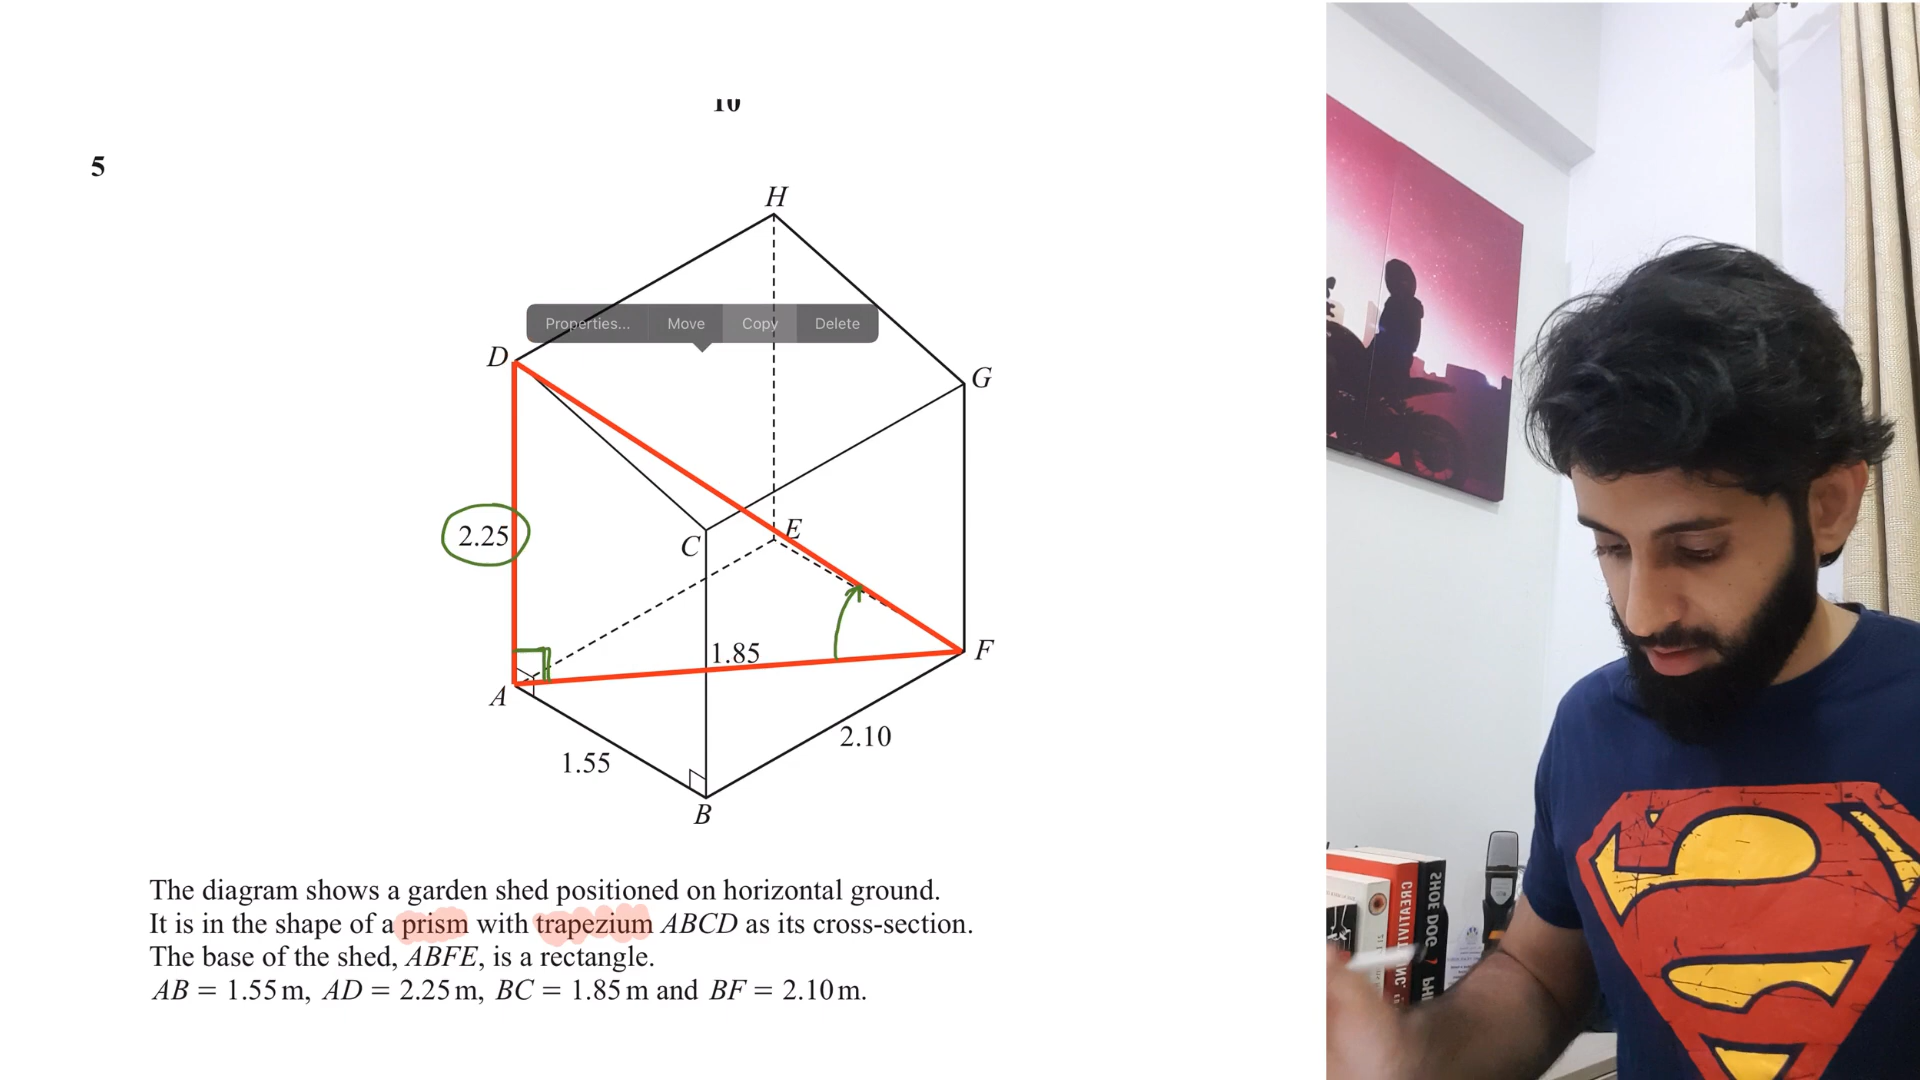 10
5
H
Properties... Move Copy Delete
D
G
2.25
E
C
1.85
F
A
2.10
1.55
B
The diagram shows a garden shed positioned on horizontal ground.
It is in the shape of a prism with trapezium ABCD as its cross-section.
The base of the shed, ABFE, is a rectangle.
AB = 1.55 m, AD = 2.25 m, BC = 1.85 m and BF = 2.10 m.
SHOE DOG